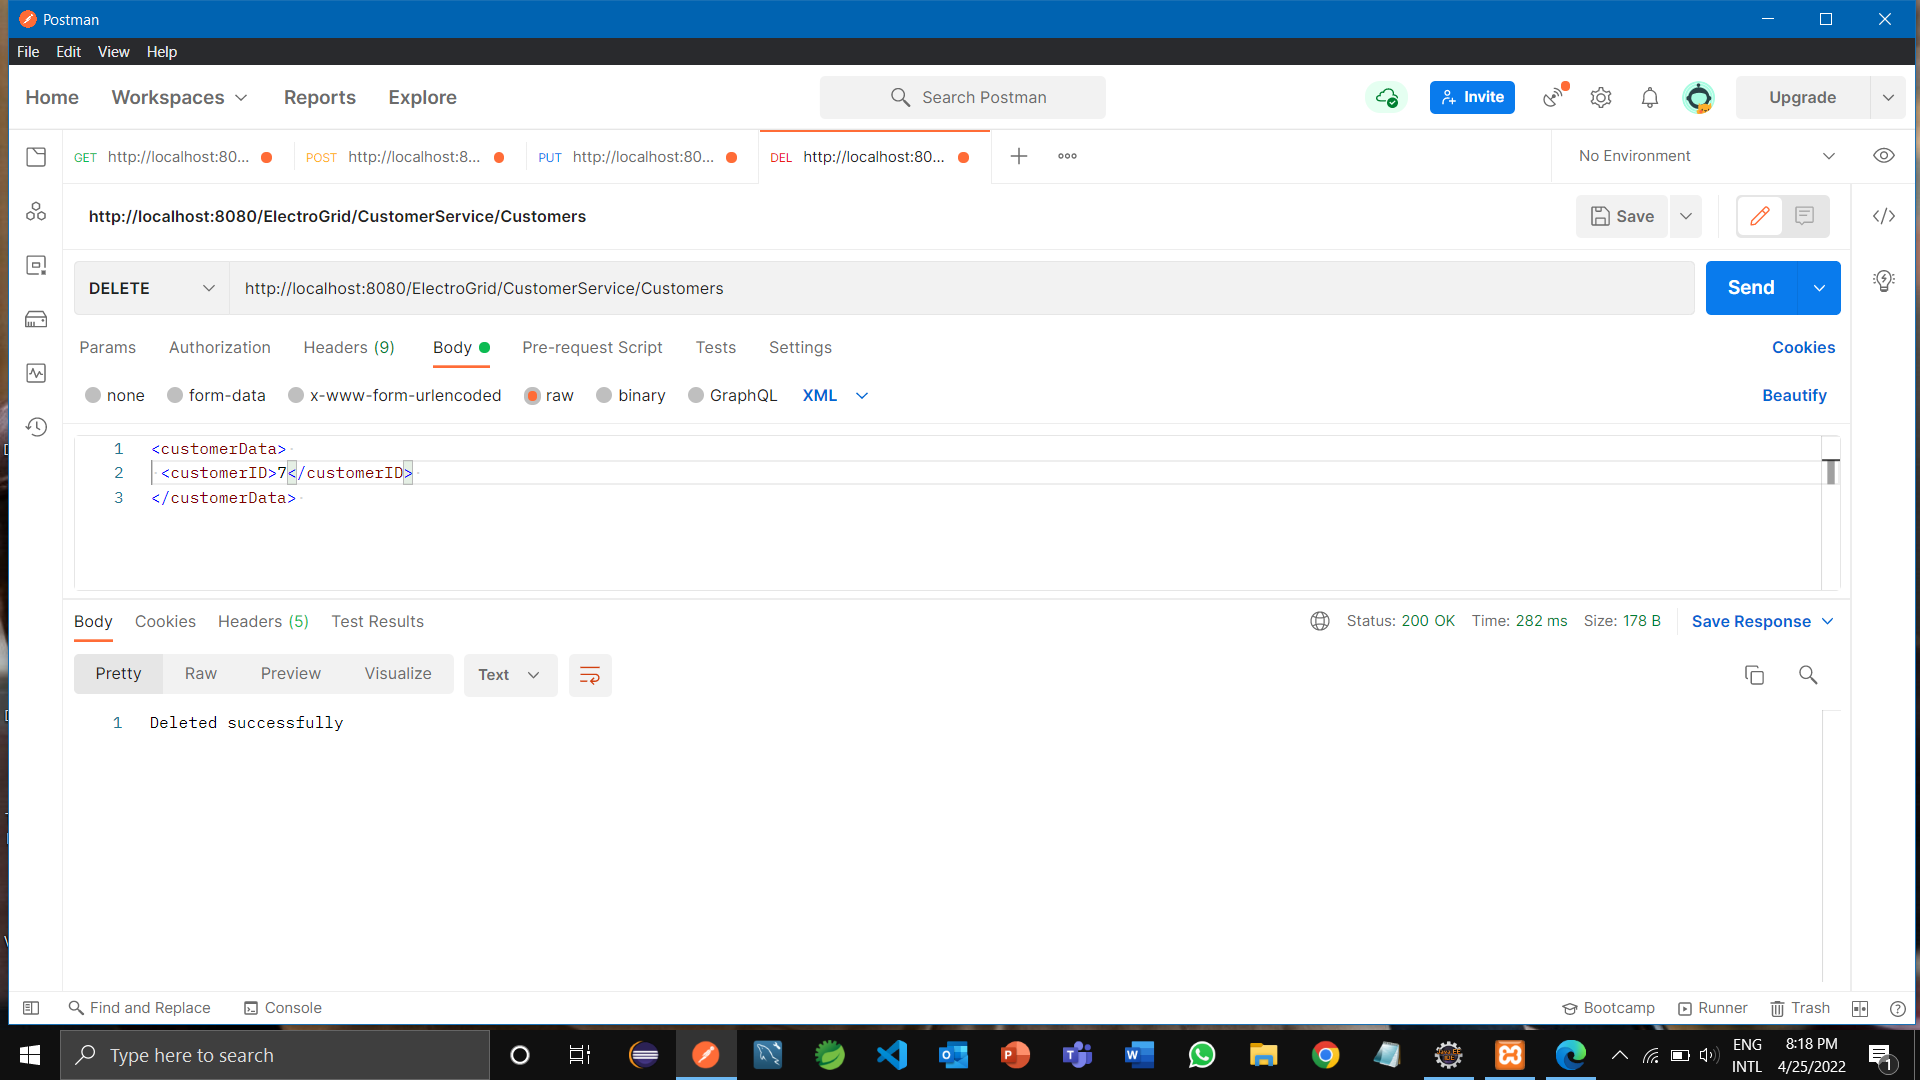 Postman
File Edit View Help
Home Workspaces Reports Explore Search Postman Invite Upgrade
GET http://localhost:80... POST http://localhost:8... PUT http://localhost:80... DEL http://localhost:80... No Environment
http://localhost:8080/ElectroGrid/CustomerService/Customers Save
DELETE http://localhost:8080/ElectroGrid/CustomerService/Customers Send
Params Authorization Headers (9) Body Pre-request Script Tests Settings Cookies
none form-data x-www-form-urlencoded raw binary GraphQL XML Beautify
1 <customerData>
2 <customerID>7</customerID>
3 </customerData>
Body Cookies Headers (5) Test Results Status: 200 OK Time: 282 ms Size: 178 B Save Response
Pretty Raw Preview Visualize Text
1 Deleted successfully
Find and Replace Console Bootcamp Runner Trash
Type here to search ENG 8:18 PM
INTL 4/25/2022 1